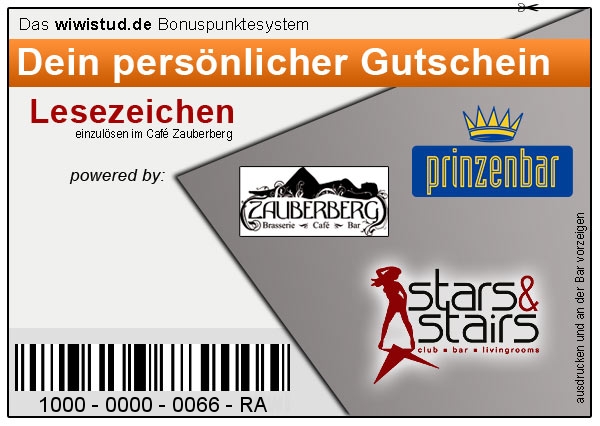 Das wiwistud.de Bonuspunktesystem
Dein persönlicher Gutschein
Lesezeichen
einzulösen im Café Zauberberg
powered by:
prinzenbar
ZAUBERBERG
Brasserie Café Bar
stars&
stairs
club ▪ bar ▪ livingrooms
ausdrucken und an der Bar vorzeigen
1000 - 0000 - 0066 - RA